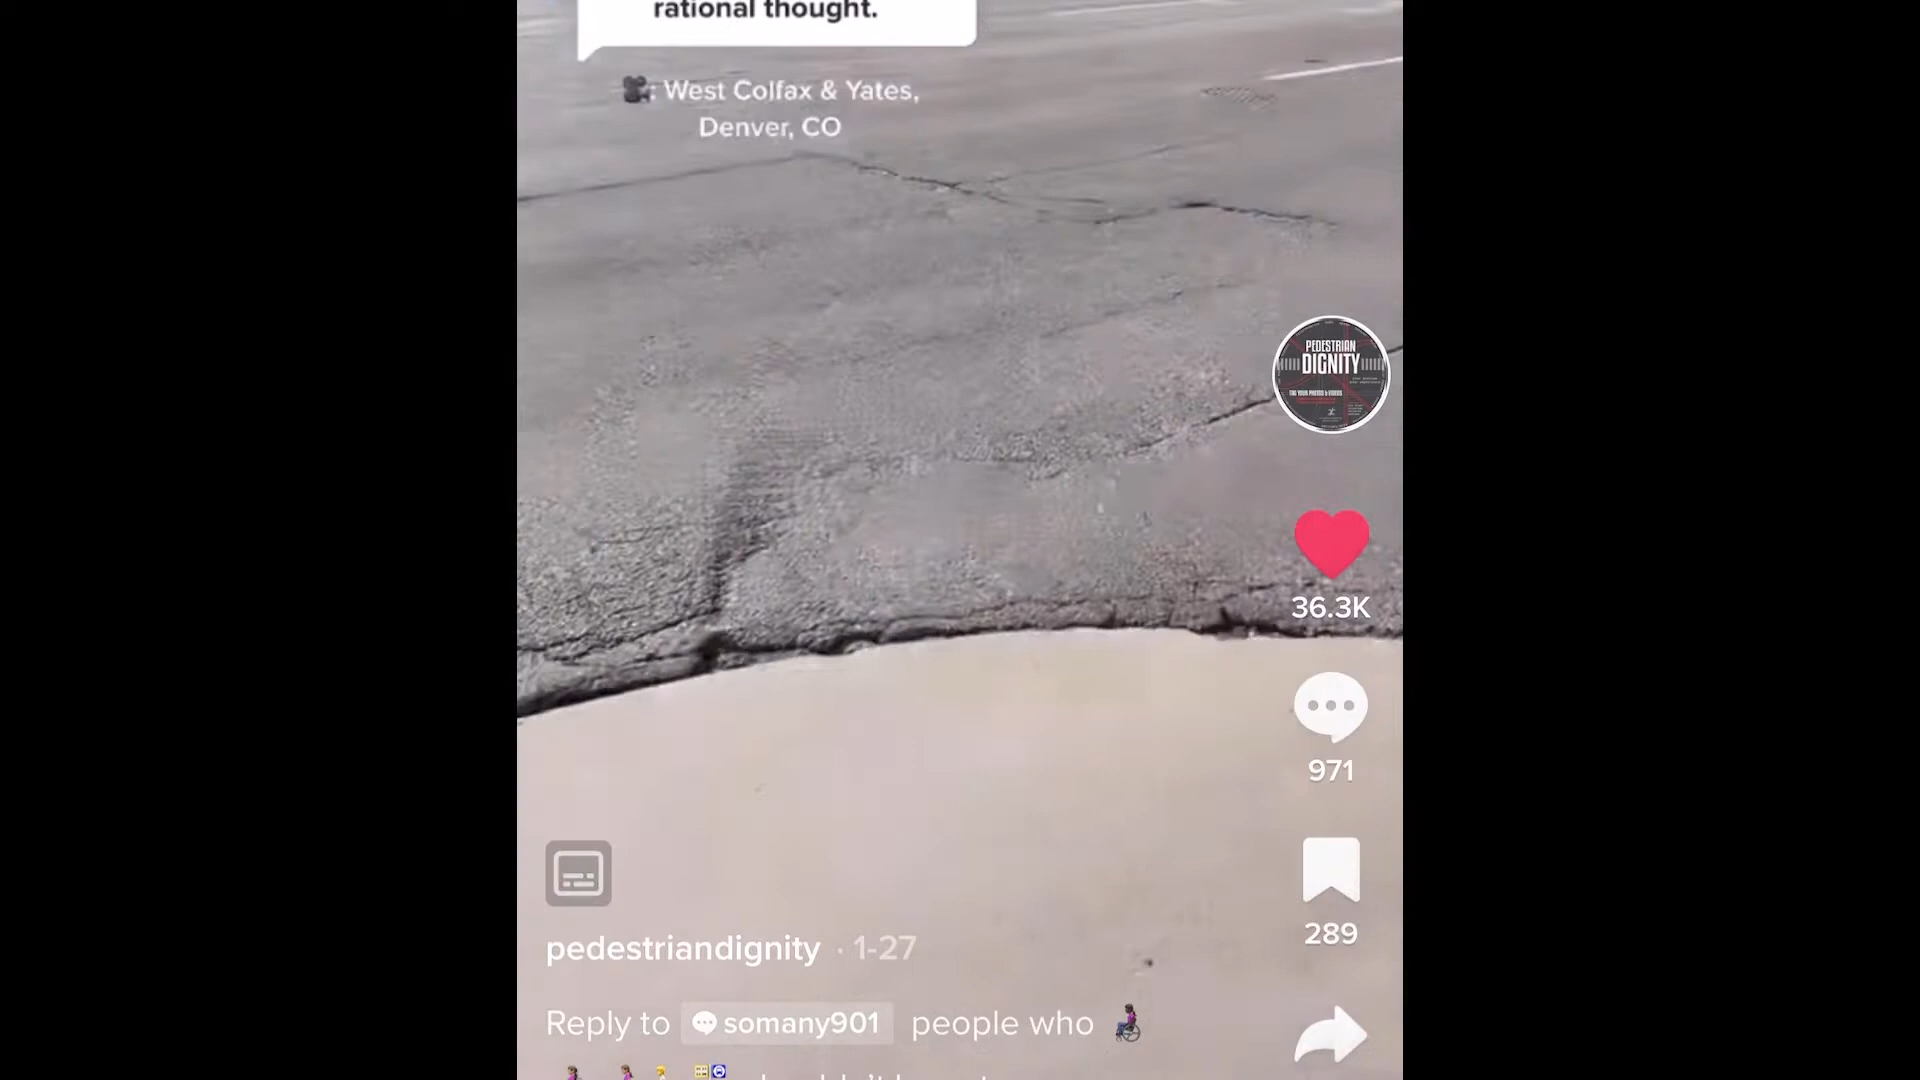 rational thought.
: West Colfax & Yates,
Denver, CO
PEDESTRIAN
DIGNITY
36.3K
971
289
pedestriandignity · 1-27
Reply to somany901 people who